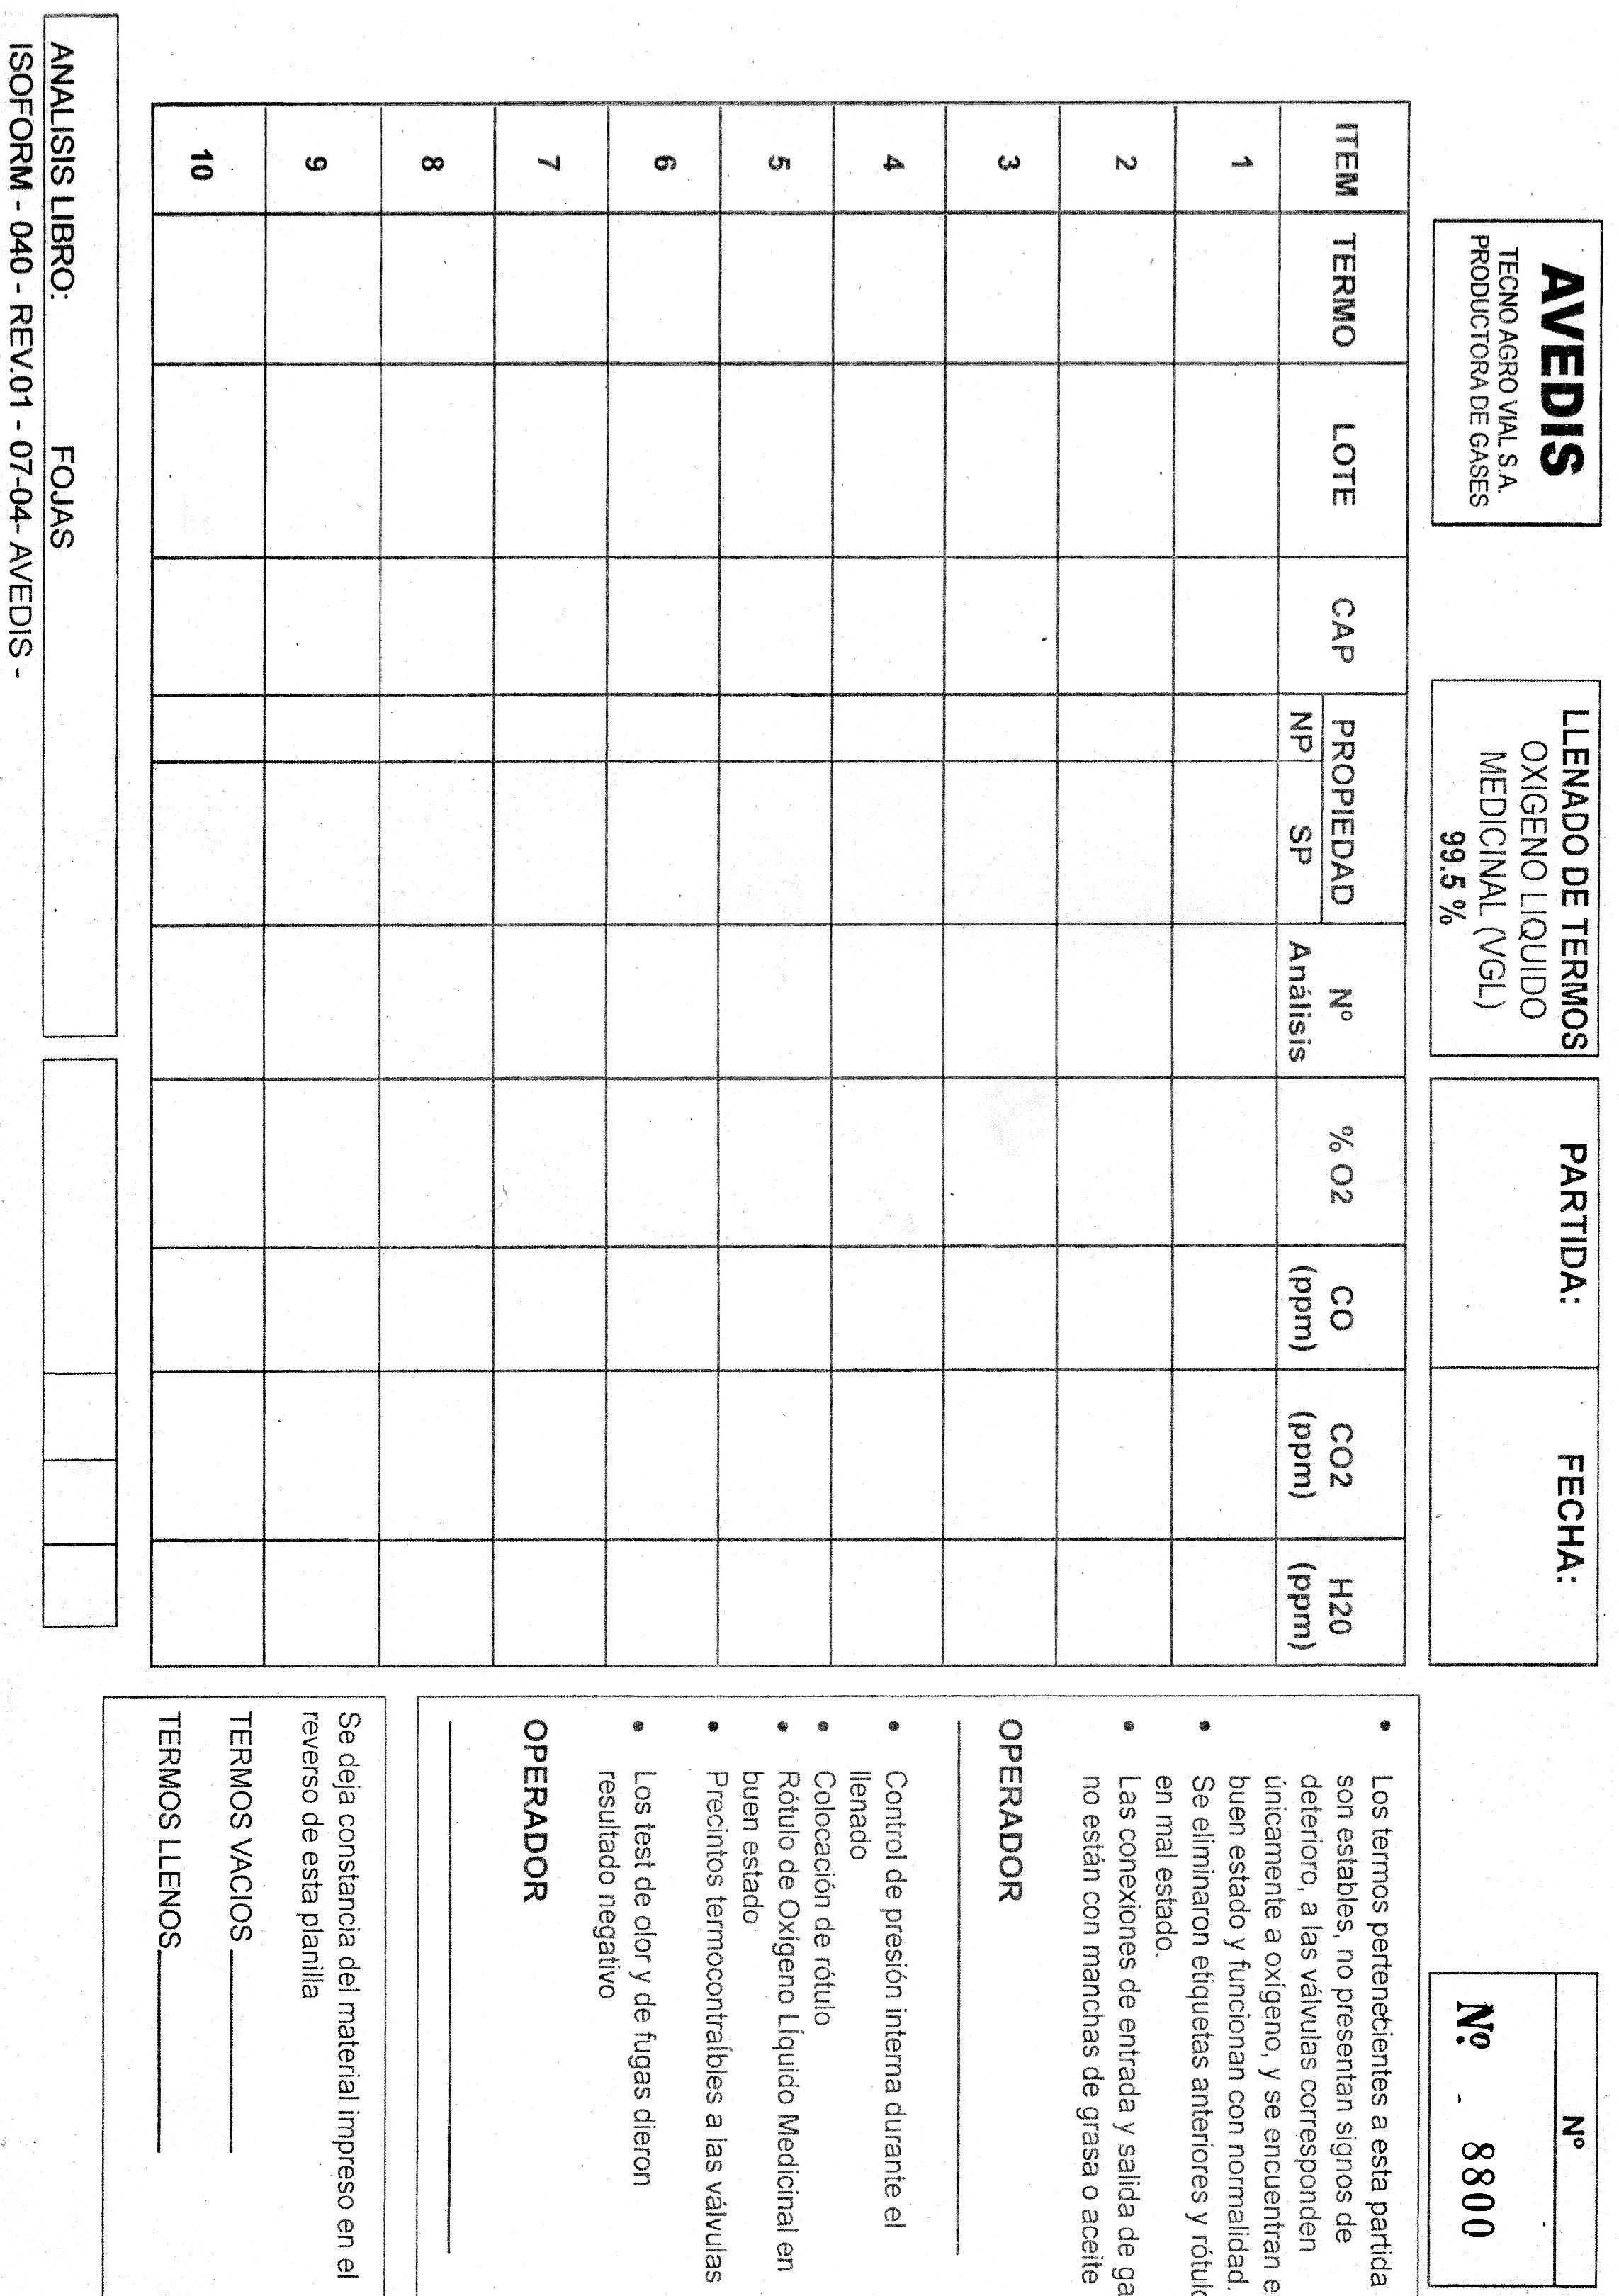 AVEDIS
TECNO AGRO VIAL S.A.
PRODUCTORA DE GASES
LLENADO DE TERMOS
OXIGENO LIQUIDO
MEDICINAL (VGL)
99.5 %
PARTIDA:
FECHA:
Nº
Nº. - 8800
ITEM TERMO LOTE CAP PROPIEDAD Nº % O2 CO CO2 H20
NP SP Análisis (ppm) (ppm) (ppm)
1
2
3
4
5
6
7
8
9
10
• Los termos pertenecientes a esta partida
son estables, no presentan signos de
deterioro, a las válvulas corresponden
únicamente a oxígeno, y se encuentran e
buen estado y funcionan con normalidad.
• Se eliminaron etiquetas anteriores y rótulo
en mal estado.
• Las conexiones de entrada y salida de ga
no están con manchas de grasa o aceite
OPERADOR
• Control de presión interna durante el
llenado
• Colocación de rótulo
• Rótulo de Oxígeno Líquido Medicinal en
buen estado
• Precintos termocontraíbles a las válvulas
• Los test de olor y de fugas dieron
resultado negativo
OPERADOR
Se deja constancia del material impreso en el
reverso de esta planilla
TERMOS VACIOS
TERMOS LLENOS
ANALISIS LIBRO: FOJAS
ISOFORM - 040 - REV.01 - 07-04- AVEDIS -